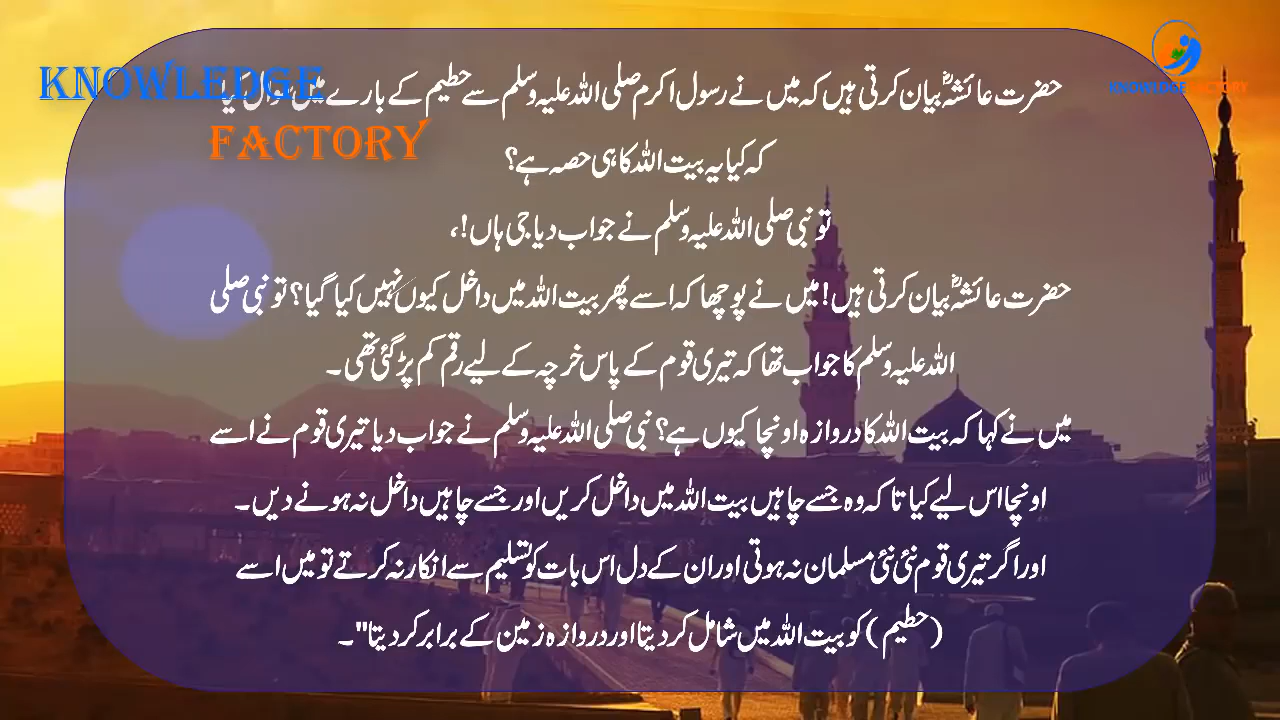 KNOWLEDGE
FACTORY
KNOWLDGEFACTORY
حضرت عائشہؓ بیان کرتی ہیں کہ میں نے رسول اکرم صلی اللہ علیہ وسلم سے حطیم کے بارے میں سوال کیا
کہ کیا یہ بیت اللہ کا ہی حصہ ہے؟
تو نبی صلی اللہ علیہ وسلم نے جواب دیا جی ہاں!،
حضرت عائشہؓ بیان کرتی ہیں! میں نے پوچھا کہ اسے پھر بیت اللہ میں داخل کیوں نہیں کیا گیا؟ تو نبی صلی
اللہ علیہ وسلم کا جواب تھا کہ تیری قوم کے پاس خرچہ کے لیے رقم کم پڑ گئی تھی۔
میں نے کہا کہ بیت اللہ کا دروازہ اونچا کیوں ہے؟ نبی صلی اللہ علیہ وسلم نے جواب دیا تیری قوم نے اسے
اونچا اس لیے کیا تا کہ وہ جسے چاہیں بیت اللہ میں داخل کریں اور جسے چاہیں داخل نہ ہونے دیں۔
اور اگر تیری قوم نئی نئی مسلمان نہ ہوتی اور ان کے دل اس بات کو تسلیم سے انکار نہ کرتے تو میں اسے
(حطیم) کو بیت اللہ میں شامل کر دیتا اور دروازہ زمین کے برابر کر دیتا"۔